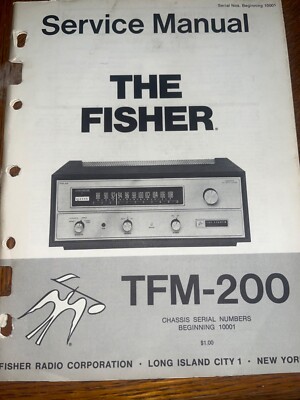 Serial Nos. Beginning 10001
Service Manual
THE
FISHER®
TFM-200
CHASSIS SERIAL NUMBERS
BEGINNING 10001
$1.00
®
FISHER RADIO CORPORATION • LONG ISLAND CITY 1 • NEW YORK